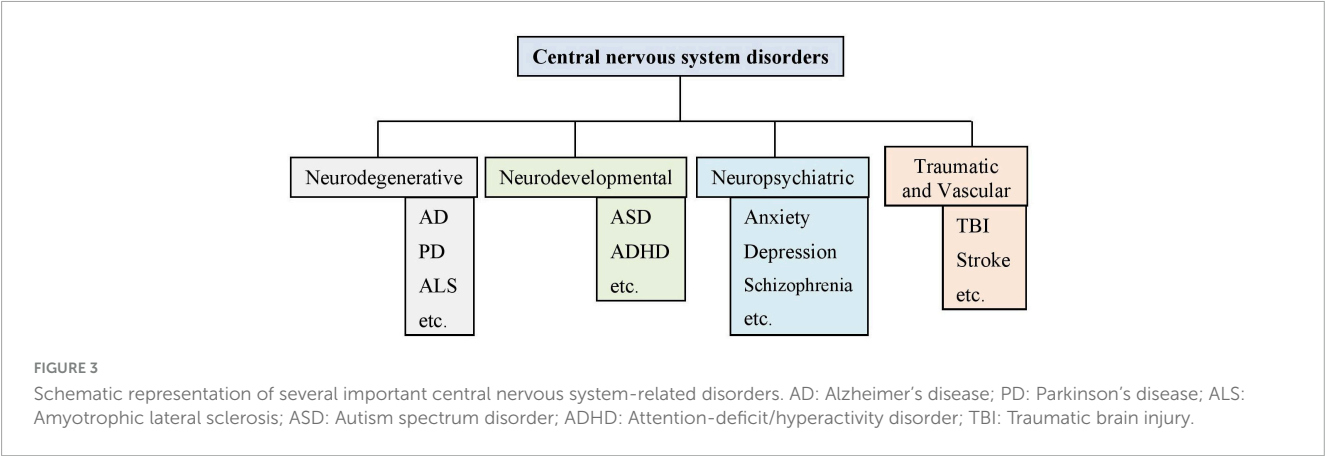 Central nervous system disorders
Neurodegenerative
AD
PD
ALS
etc.
Neurodevelopmental
ASD
ADHD
etc.
Neuropsychiatric
Anxiety
Depression
Schizophrenia
etc.
Traumatic
and Vascular
TBI
Stroke
etc.
FIGURE 3
Schematic representation of several important central nervous system-related disorders. AD: Alzheimer’s disease; PD: Parkinson’s disease; ALS:
Amyotrophic lateral sclerosis; ASD: Autism spectrum disorder; ADHD: Attention-deficit/hyperactivity disorder; TBI: Traumatic brain injury.